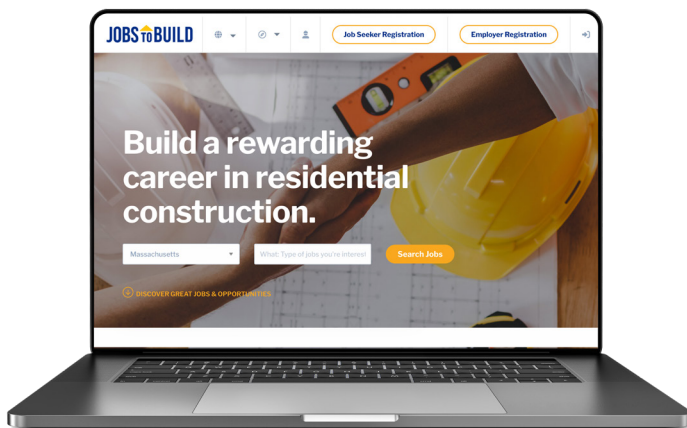 JOBS TO BUILD
Job Seeker Registration
Employer Registration
Build a rewarding
career in residential
construction.
Massachusetts
What: Type of jobs you're interest
Search Jobs
DISCOVER GREAT JOBS & OPPORTUNITIES